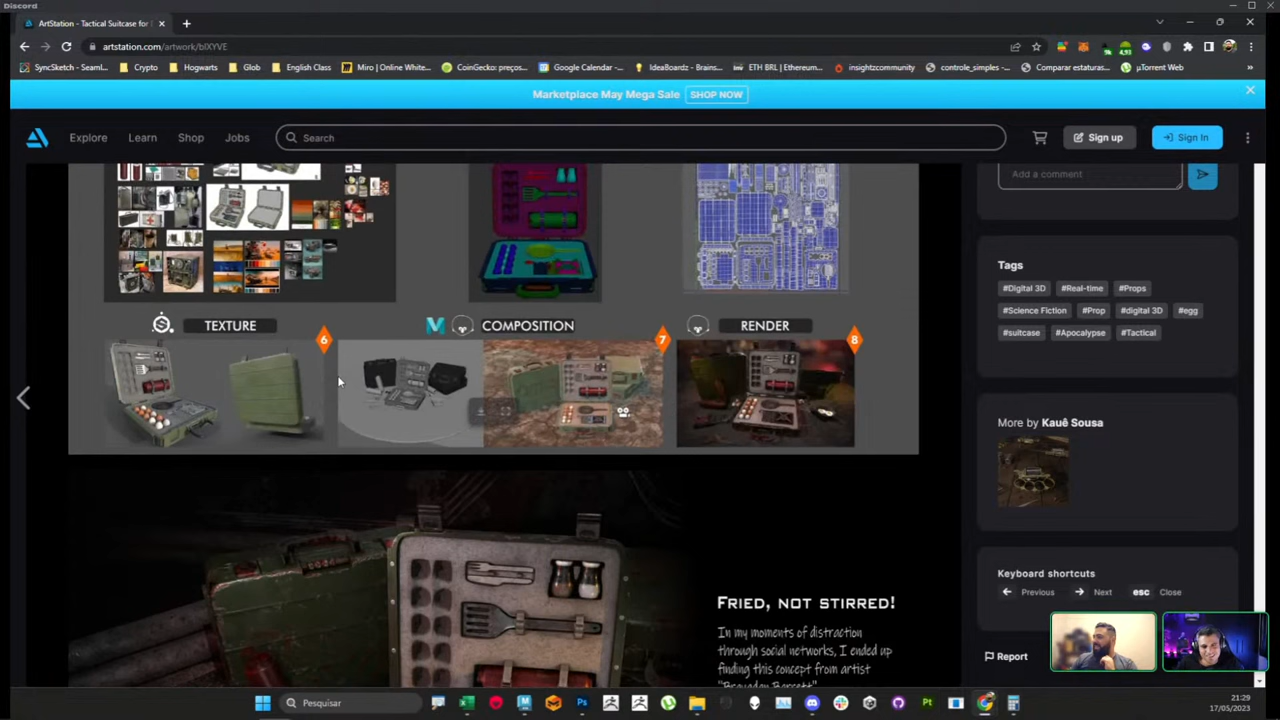 Discord
ArtStation - Tactical Suitcase for
artstation.com/artwork/blXYVE
SyncSketch - Seaml...
Crypto
Hogwarts
Glob
English Class
Miro | Online White...
CoinGecko: preços,...
Google Calendar -...
IdeaBoardz - Brains...
ETH BRL | Ethereum...
insightzcommunity
controle_simples -...
Comparar estaturas...
µTorrent Web
Marketplace May Mega Sale
SHOP NOW
Explore
Learn
Shop
Jobs
Search
Sign up
Sign In
Add a comment
Tags
#Digital 3D
#Real-time
#Props
#Science Fiction
#Prop
#digital 3D
#egg
#suitcase
#Apocalypse
#Tactical
TEXTURE
6
COMPOSITION
7
RENDER
8
More by Kauê Sousa
Fried, not stirred!
In my moments of distraction
through social networks, I ended up
finding this concept from artist
Keyboard shortcuts
Previous
Next
esc
Close
Report
Pesquisar
Ps
Pt
21:29
17/05/2023